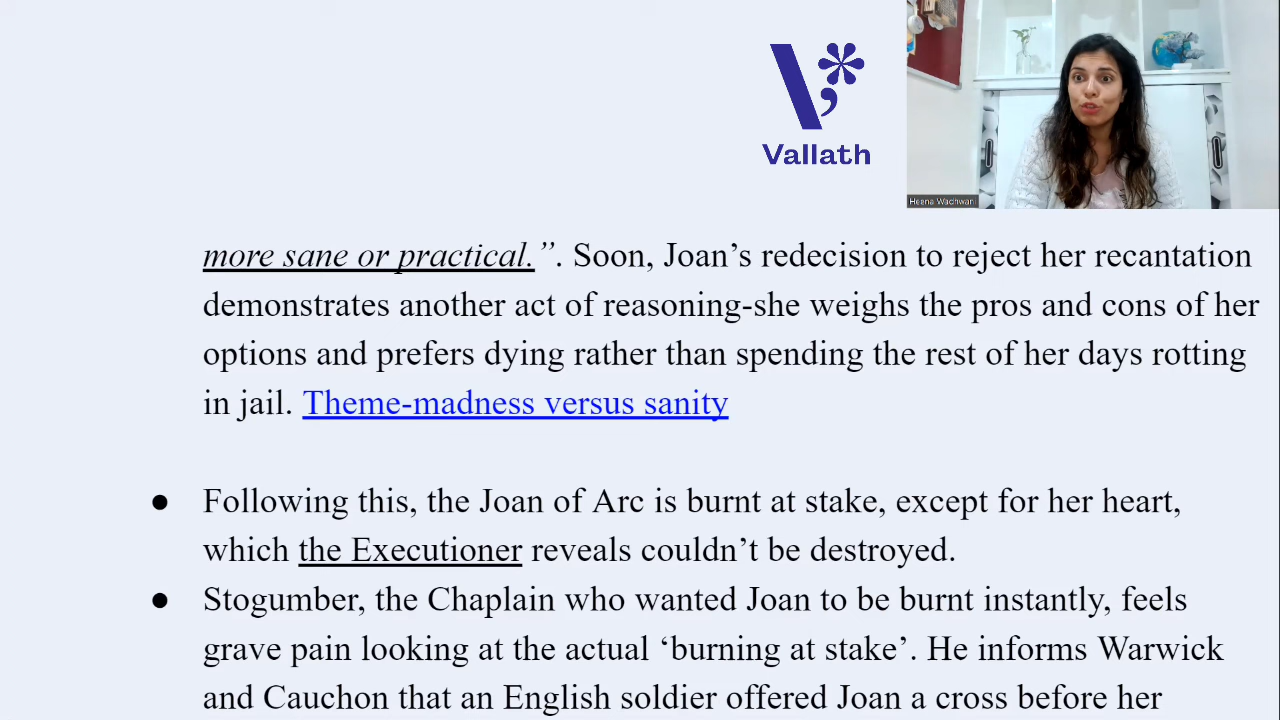 Vallath
Heena Wadhwani
more sane or practical.”. Soon, Joan’s redecision to reject her recantation
demonstrates another act of reasoning-she weighs the pros and cons of her
options and prefers dying rather than spending the rest of her days rotting
in jail. Theme-madness versus sanity
● Following this, the Joan of Arc is burnt at stake, except for her heart,
which the Executioner reveals couldn’t be destroyed.
● Stogumber, the Chaplain who wanted Joan to be burnt instantly, feels
grave pain looking at the actual ‘burning at stake’. He informs Warwick
and Cauchon that an English soldier offered Joan a cross before her